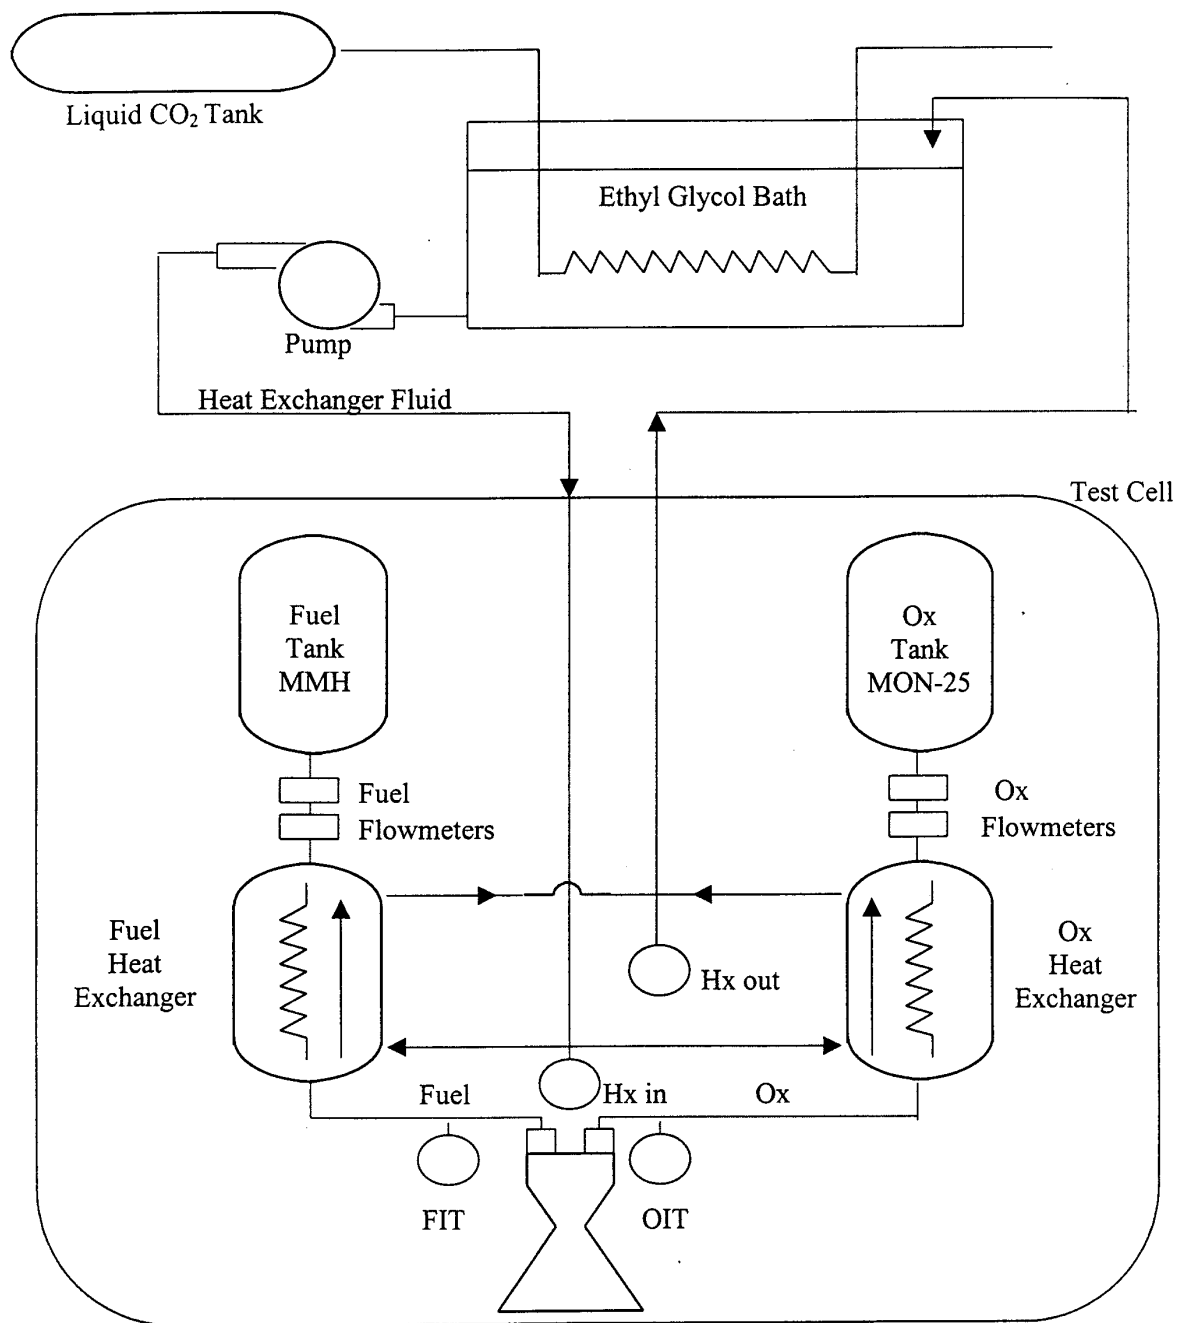 Liquid CO₂ Tank
Ethyl Glycol Bath
Pump
Heat Exchanger Fluid
Test Cell
Fuel
Tank
MMH
Ox
Tank
MON-25
Fuel
Flowmeters
Ox
Flowmeters
Fuel
Heat
Exchanger
Hx out
Ox
Heat
Exchanger
Fuel
Hx in
Ox
FIT
OIT